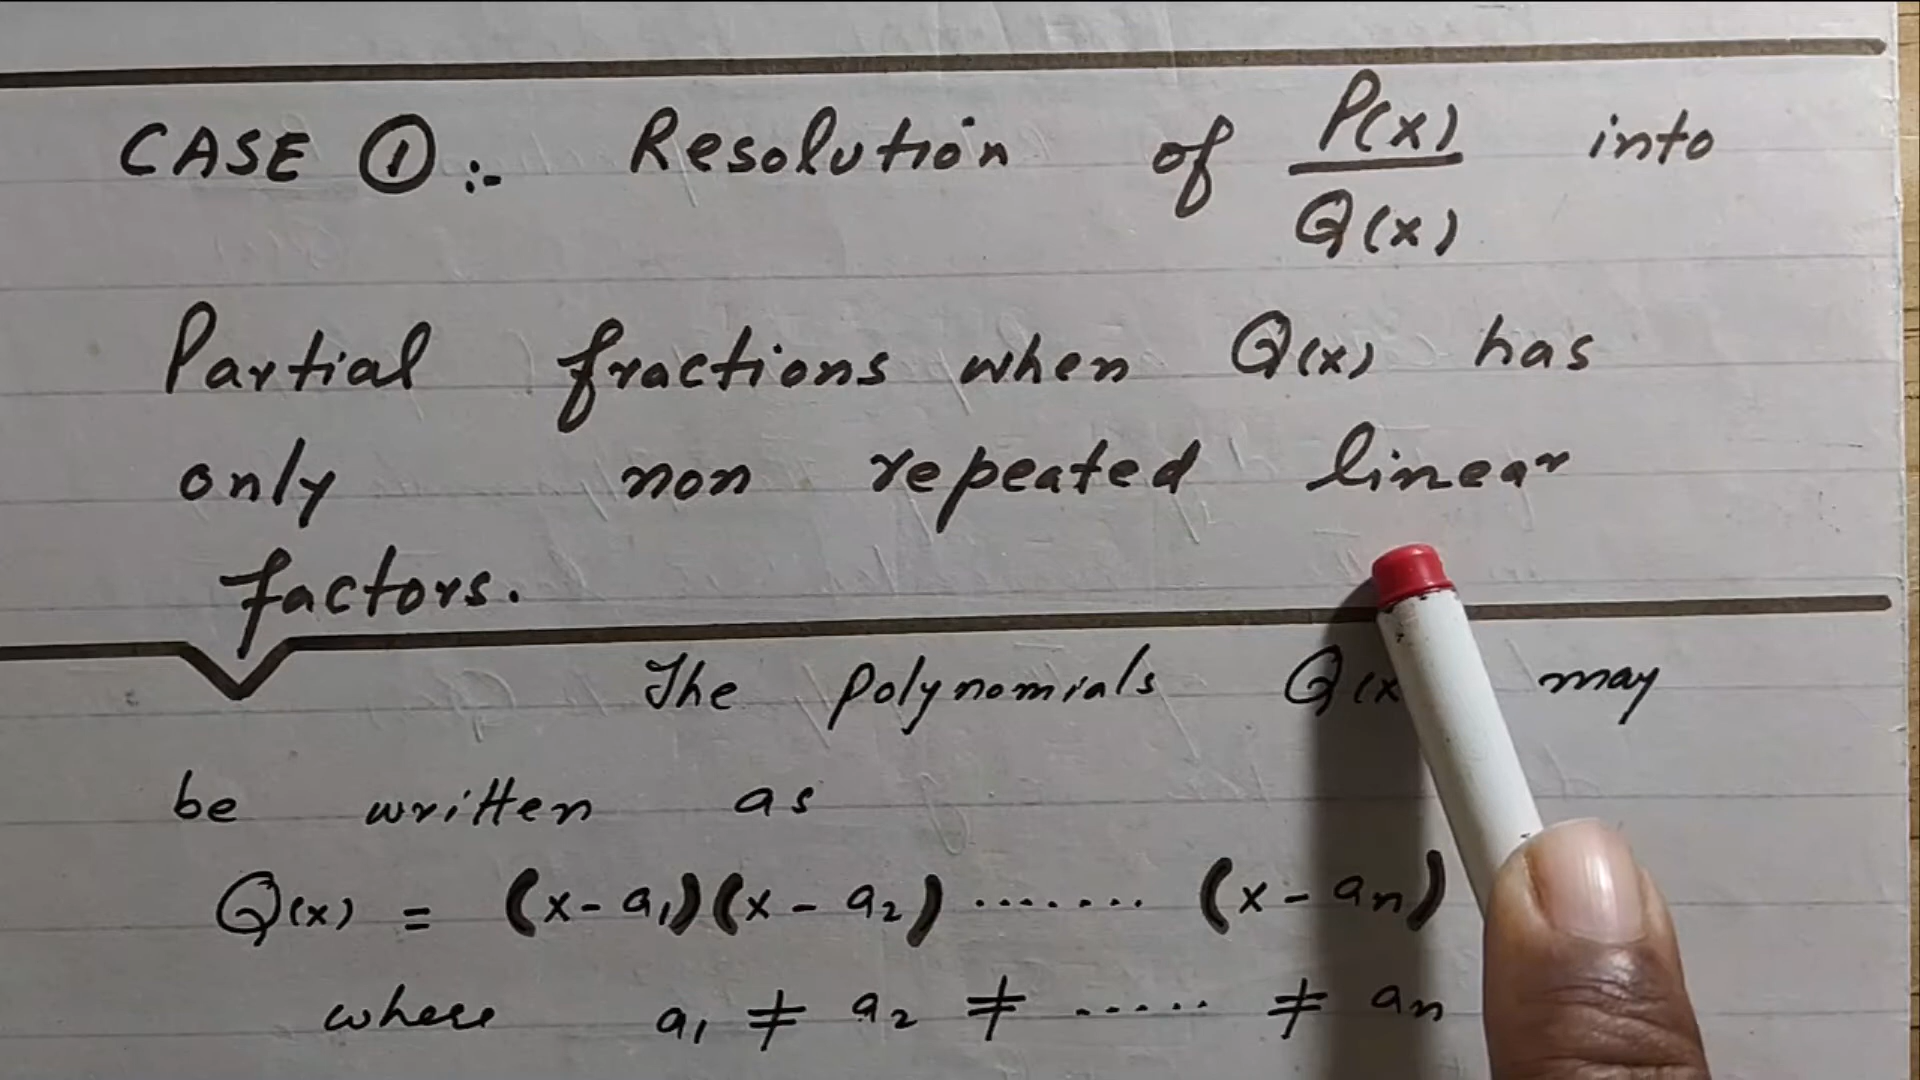 CASE ①:- Resolution of P(x)/Q(x) into
Partial fractions when Q(x) has
only non repeated linear
factors.
The polynomials Q(x may
be written as
Q(x) = (x-a₁)(x-a₂) ....... (x-aₙ)
where a₁ ≠ a₂ ≠ ..... ≠ aₙ